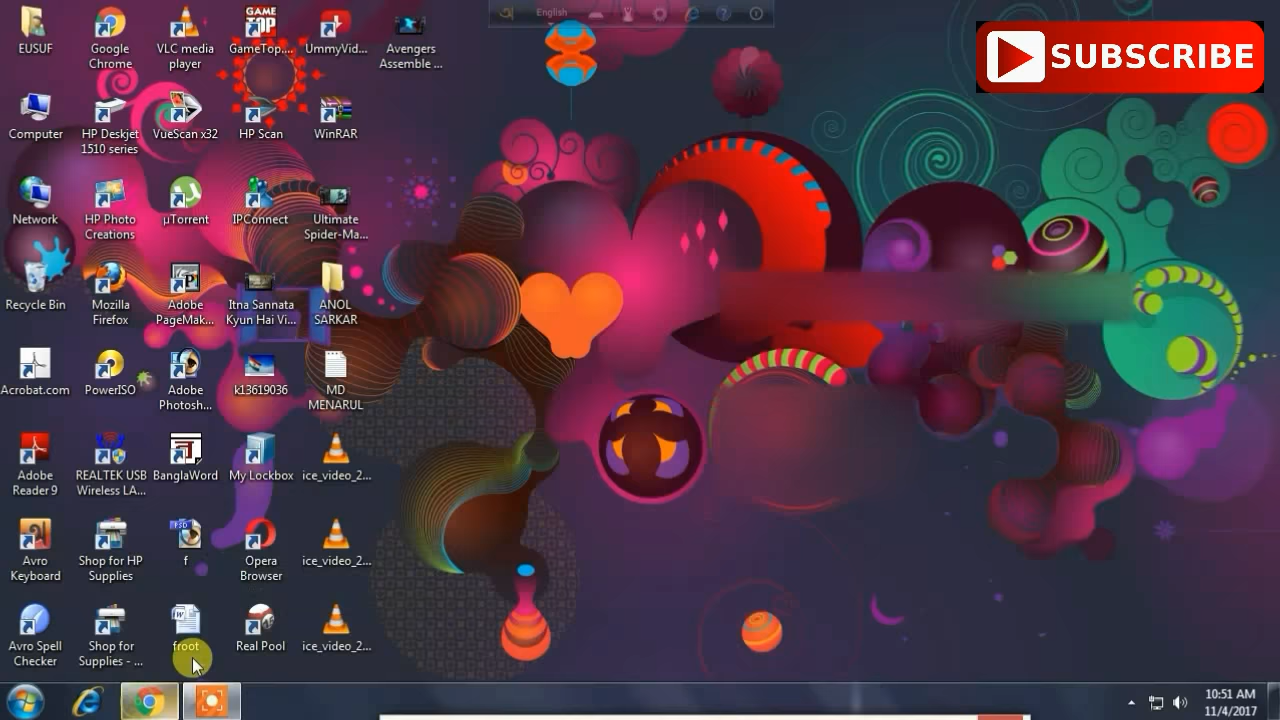 English
SUBSCRIBE
EUSUF
Google
Chrome
VLC media
player
GAME
TOP
GameTop....
UmmyVid...
Avengers
Assemble ...
Computer
HP Deskjet
1510 series
VueScan x32
HP Scan
WinRAR
Network
HP Photo
Creations
µTorrent
IPConnect
Ultimate
Spider-Ma...
Recycle Bin
Mozilla
Firefox
Adobe
PageMak...
Itna Sannata
Kyun Hai Vi...
ANOL
SARKAR
Acrobat.com
PowerISO
Adobe
Photosh...
k13619036
MD
MENARUL
Adobe
Reader 9
REALTEK USB
Wireless LA...
BanglaWord
My Lockbox
ice_video_2...
Avro
Keyboard
Shop for HP
Supplies
PSD
f
Opera
Browser
ice_video_2...
Avro Spell
Checker
Shop for
Supplies - ...
froot
Real Pool
ice_video_2...
10:51 AM
11/4/2017